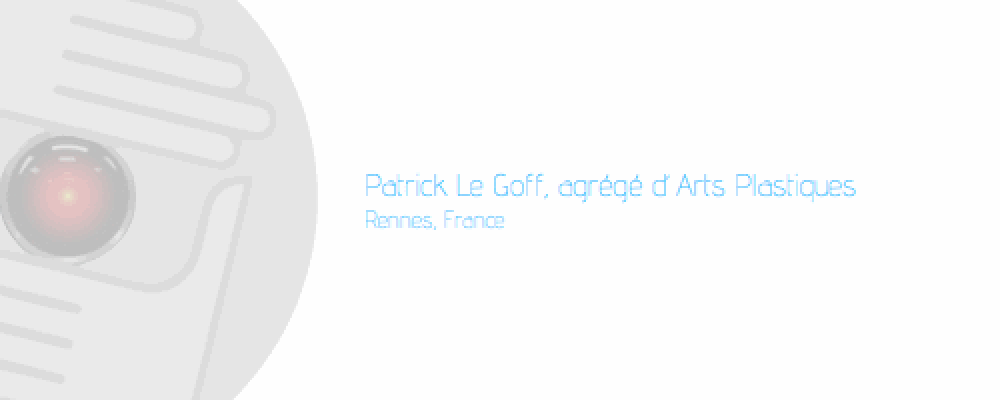 Patrick Le Goff, agrégé d'Arts Plastiques
Rennes, France